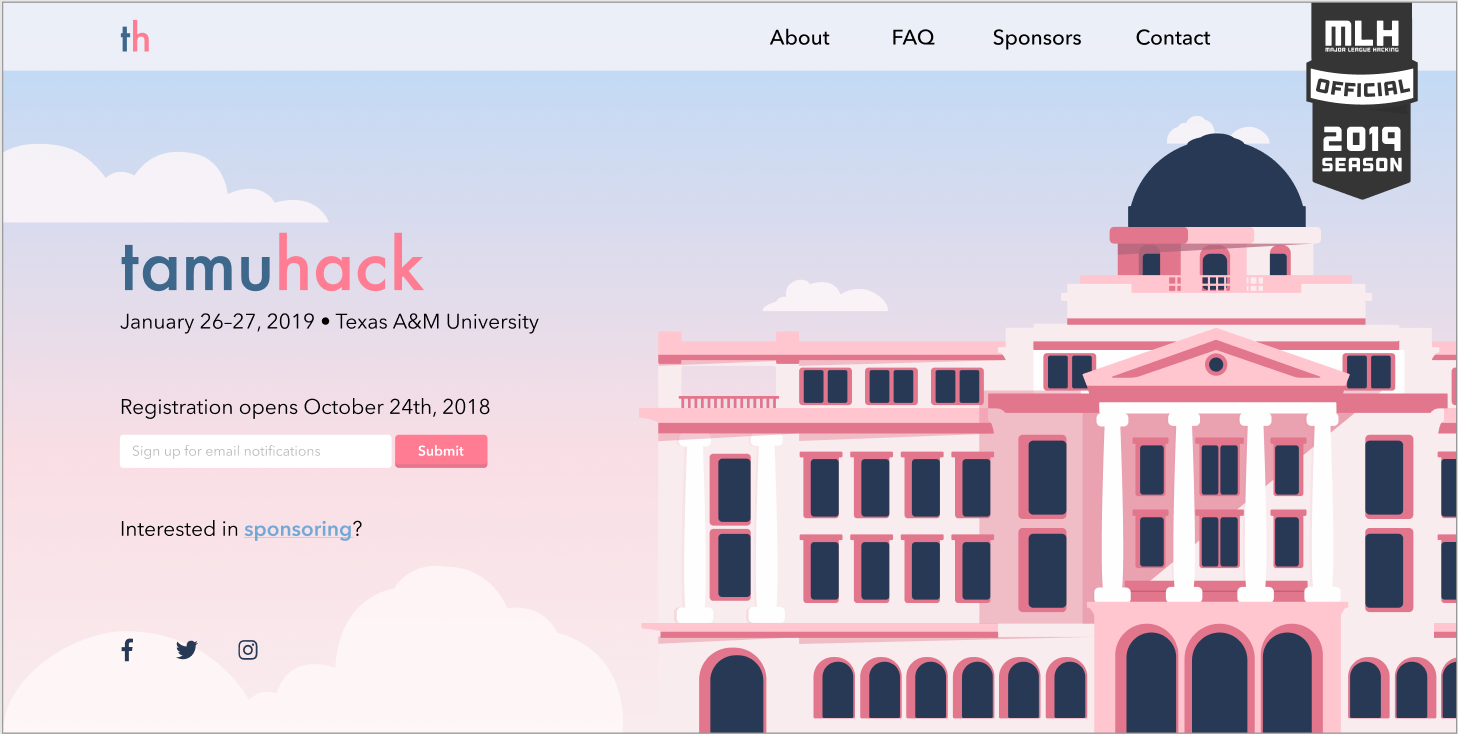 th
About FAQ Sponsors Contact
MLH
MAJOR LEAGUE HACKING
OFFICIAL
2019
SEASON
tamuhack
January 26–27, 2019 • Texas A&M University
Registration opens October 24th, 2018
Sign up for email notifications Submit
Interested in sponsoring?